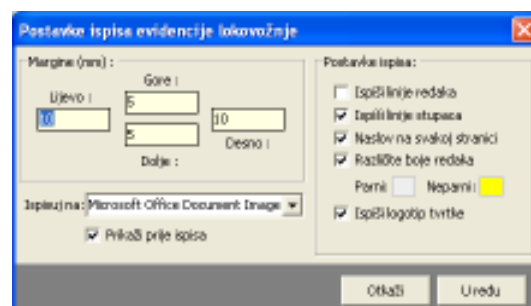 Postavke ispisa evidencije lokovožnje
Margine (mm) :
Gore :
Lijevo :
5
10
10
5
Desno :
Dolje :
Ispisuj na: Microsoft Office Document Image
Prikaži prije ispisa
Postavke ispisa:
Ispiši linije redaka
Ispiši linije stupaca
Naslov na svakoj stranici
Različite boje redaka
Parni: Neparni:
Ispiši logotip tvrtke
Otkaži U redu